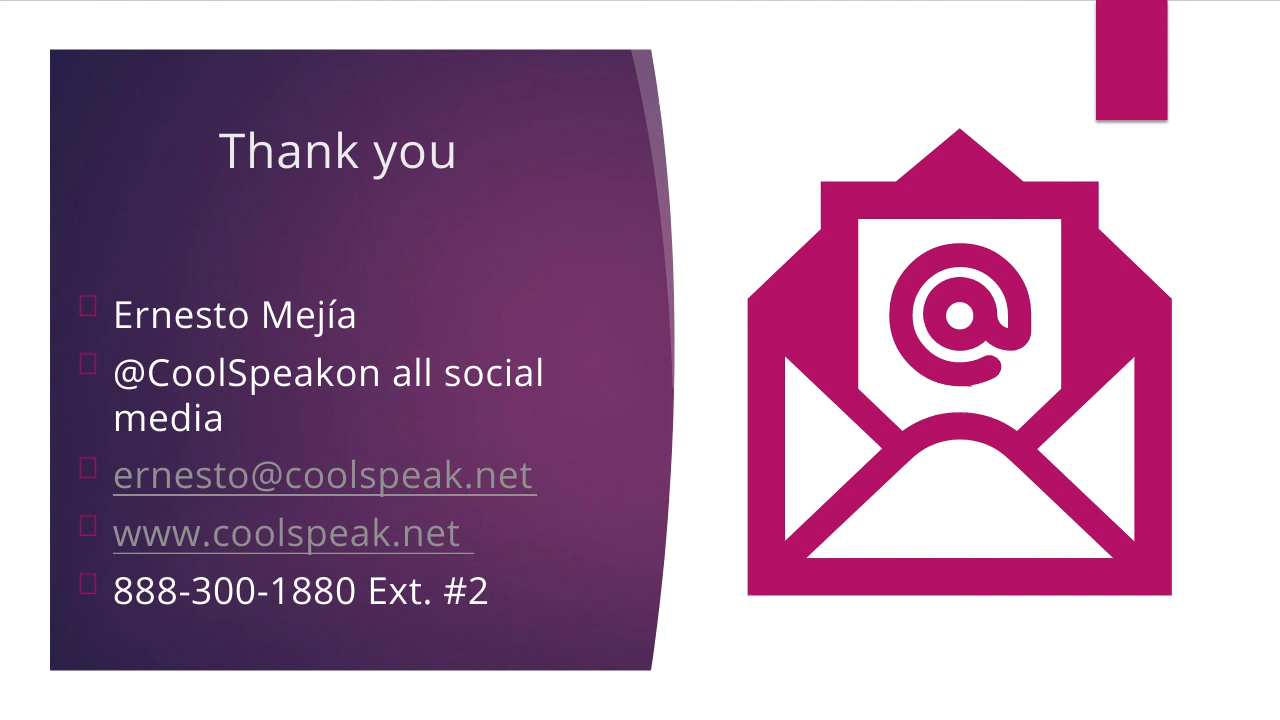 Thank you
Ernesto Mejía
@CoolSpeakon all social
media
ernesto@coolspeak.net
www.coolspeak.net
888-300-1880 Ext. #2
@